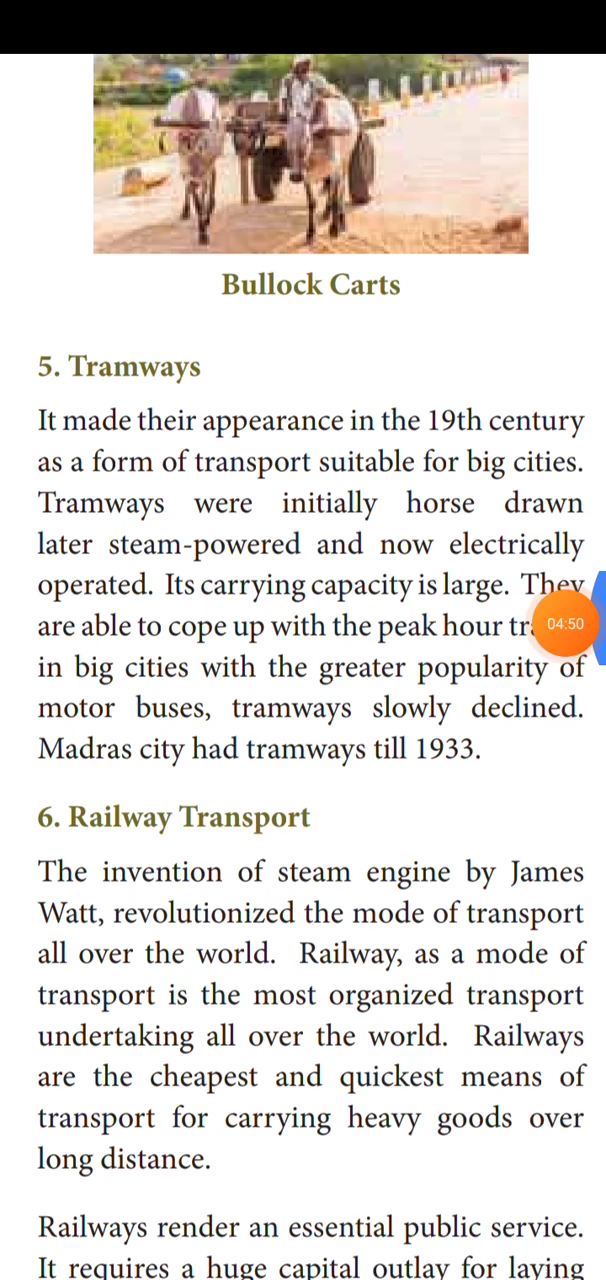 Bullock Carts
5. Tramways
It made their appearance in the 19th century
as a form of transport suitable for big cities.
Tramways were initially horse drawn
later steam-powered and now electrically
operated. Its carrying capacity is large. They
are able to cope up with the peak hour
04:50
in big cities with the greater popularity of
motor buses, tramways slowly declined.
Madras city had tramways till 1933.
6. Railway Transport
The invention of steam engine by James
Watt, revolutionized the mode of transport
all over the world. Railway, as a mode of
transport is the most organized transport
undertaking all over the world. Railways
are the cheapest and quickest means of
transport for carrying heavy goods over
long distance.
Railways render an essential public service.
It requires a huge capital outlay for laying